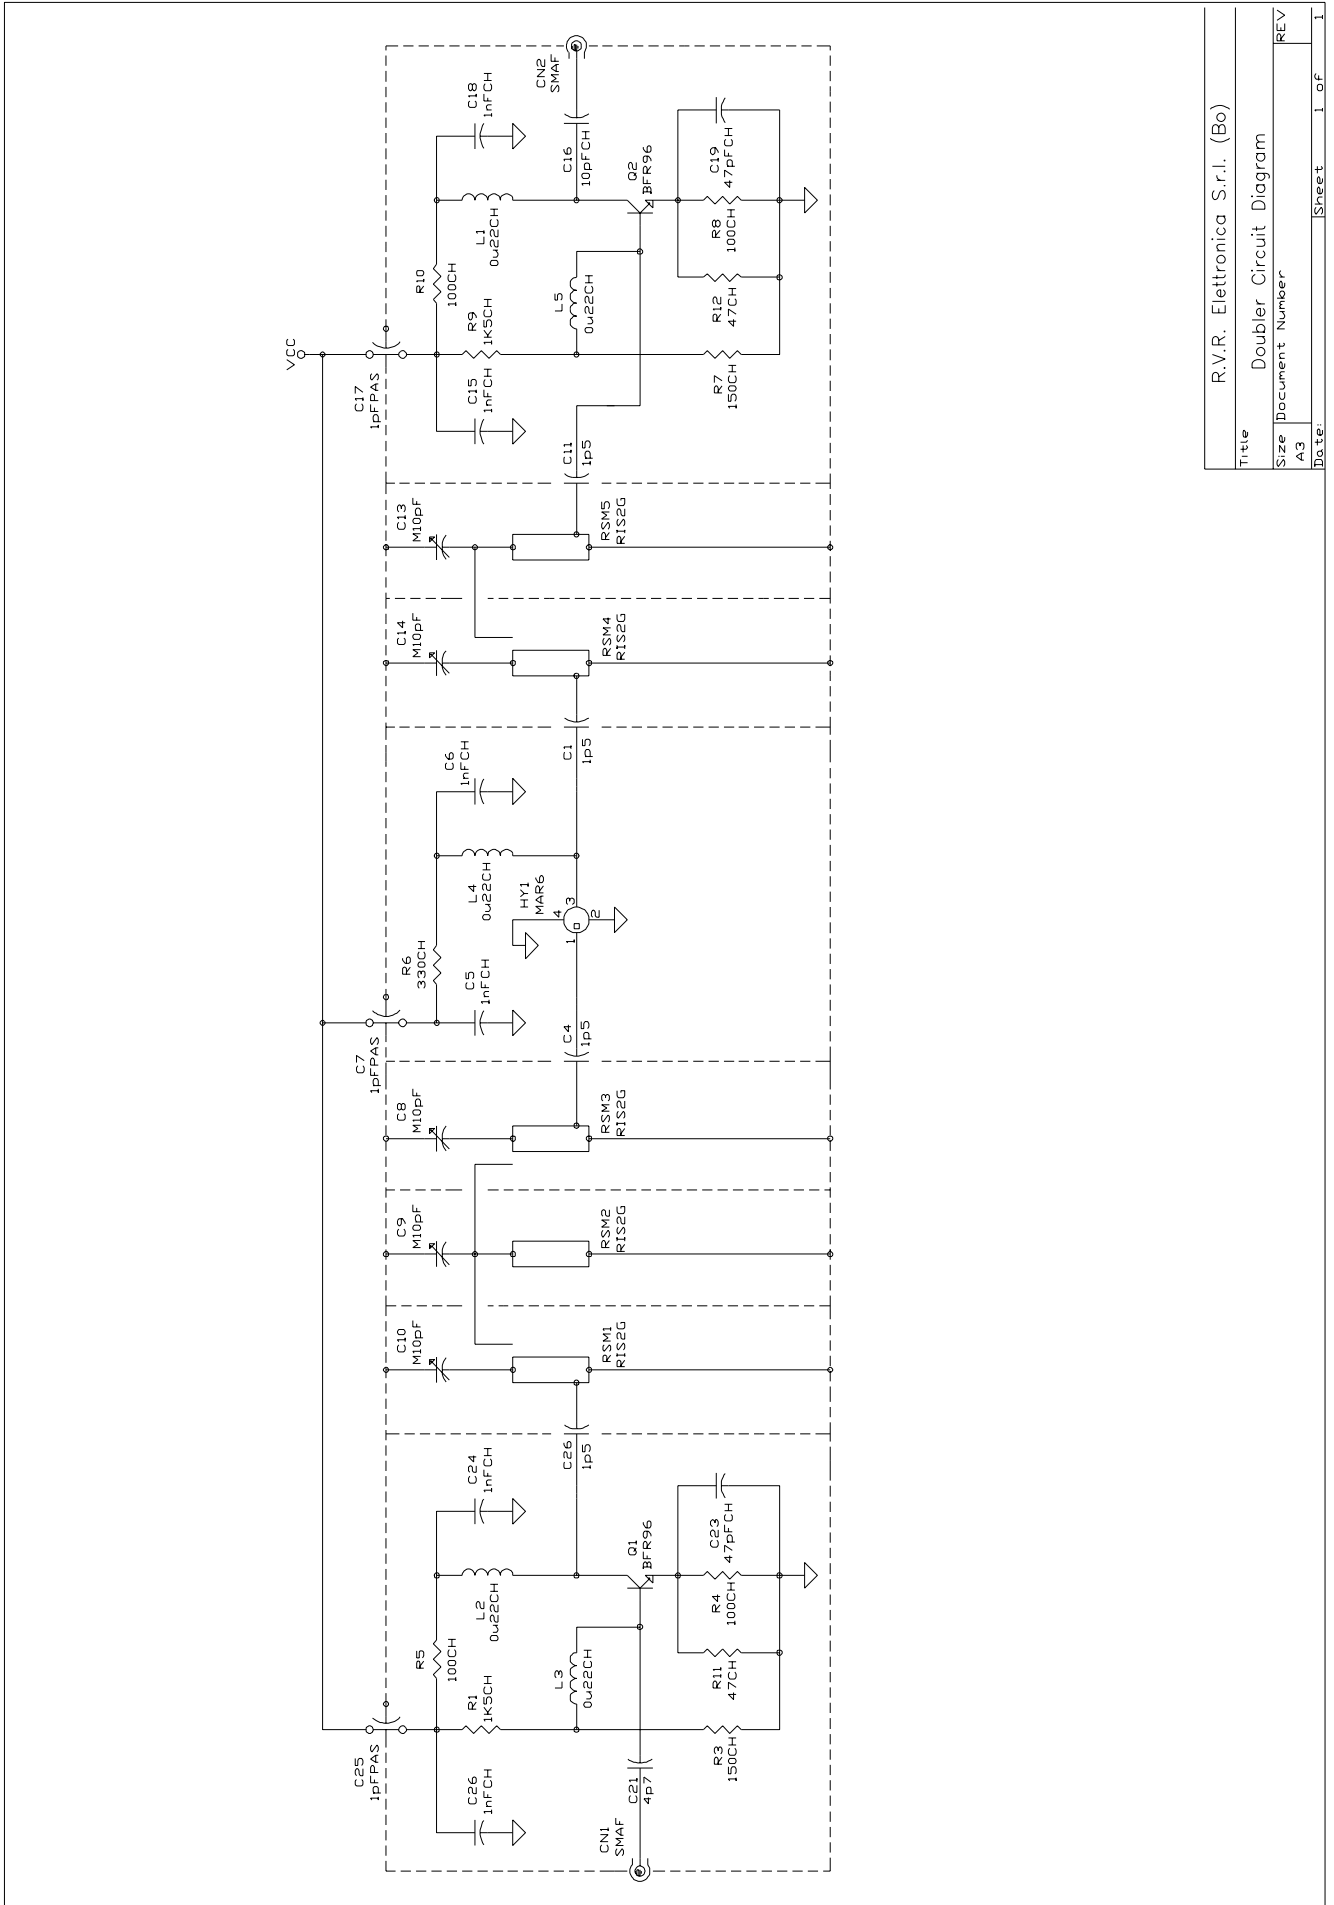 VCC
C25
1pFPAS
C26
1nFCH
R5
100CH
R1
1K5CH
L2
0u22CH
C24
1nFCH
L3
0u22CH
CN1
SMAF
C21
4p7
Q1
BFR96
R3
150CH
R11
47CH
R4
100CH
C23
47pFCH
C26
1p5
C10
M10pF
RSM1
RIS2G
C9
M10pF
RSM2
RIS2G
C8
M10pF
RSM3
RIS2G
C7
1pFPAS
R6
330CH
C5
1nFCH
L4
0u22CH
C6
1nFCH
C4
1p5
HY1
MAR6
1
4
3
2
C1
1p5
C14
M10pF
RSM4
RIS2G
C13
M10pF
RSM5
RIS2G
C17
1pFPAS
C15
1nFCH
R10
100CH
R9
1K5CH
L1
0u22CH
C18
1nFCH
C11
1p5
L5
0u22CH
C16
10pFCH
CN2
SMAF
Q2
BFR96
R7
150CH
R12
47CH
R8
100CH
C19
47pFCH
R.V.R. Elettronica S.r.l. (Bo)
Title
Doubler Circuit Diagram
Size Document Number REV
A3
Date: Sheet 1 of 1